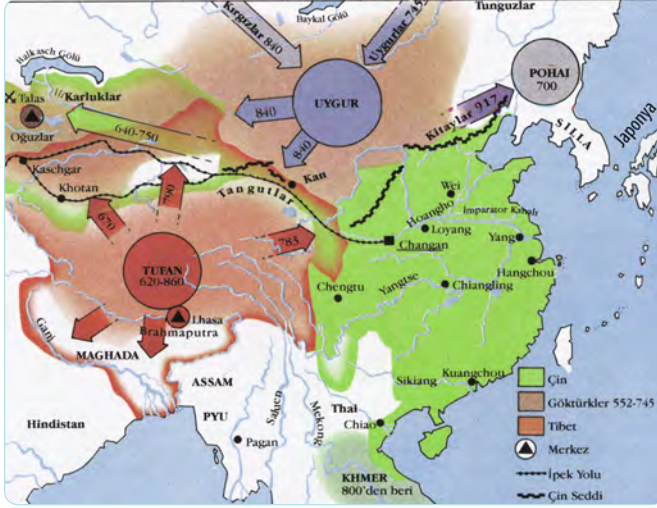 Kırgızlar 840
Baykal Gölü
Uygurlar 745
Tunguzlar
Balkasch Gölü
Ili
Talas
Karluklar
Oğuzlar
640-750
840
UYGUR
840
Kitaylar 917
POHAI
700
SILLA
Japonya
Kaschgar
Khotan
Tangutlar
Kan
670
783
Wei
Hoangho
İmparator Kanalı
Loyang
Yang
Changan
Hangchou
TUFAN
620-860
Chengtu
Yangtse
Chiangling
Lhasa
Brahmaputra
Ganj
MAGHADA
ASSAM
Sikiang
Kuangchou
PYU
Saluen
Mekong
Thai
Chiao
Hindistan
Pagan
KHMER
800'den beri
Çin
Göktürkler 552-745
Tibet
Merkez
İpek Yolu
Çin Seddi